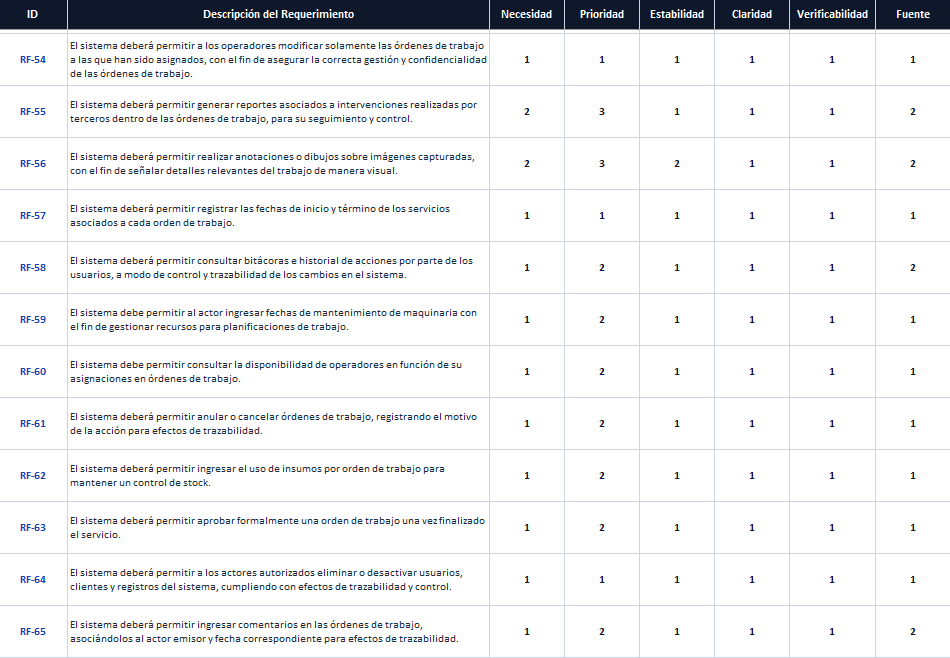 ID Descripción del Requerimiento Necesidad Prioridad Estabilidad Claridad Verificabilidad Fuente
El sistema deberá permitir a los operadores modificar solamente las órdenes de trabajo
RF-54 a las que han sido asignados, con el fin de asegurar la correcta gestión y confidencialidad 1 1 1 1 1 1
de las órdenes de trabajo.
RF-55 El sistema deberá permitir generar reportes asociados a intervenciones realizadas por 2 3 1 1 1 2
terceros dentro de las órdenes de trabajo, para su seguimiento y control.
RF-56 El sistema deberá permitir realizar anotaciones o dibujos sobre imágenes capturadas, 2 3 2 1 1 2
con el fin de señalar detalles relevantes del trabajo de manera visual.
RF-57 El sistema deberá permitir registrar las fechas de inicio y término de los servicios 1 1 1 1 1 1
asociados a cada orden de trabajo.
RF-58 El sistema deberá permitir consultar bitácoras e historial de acciones por parte de los 1 2 1 1 1 2
usuarios, a modo de control y trazabilidad de los cambios en el sistema.
RF-59 El sistema debe permitir al actor ingresar fechas de mantenimiento de maquinaria con 1 2 1 1 1 1
el fin de gestionar recursos para planificaciones de trabajo.
RF-60 El sistema debe permitir consultar la disponibilidad de operadores en función de su 1 2 1 1 1 1
asignaciones en órdenes de trabajo.
RF-61 El sistema deberá permitir anular o cancelar órdenes de trabajo, registrando el motivo 1 2 1 1 1 1
de la acción para efectos de trazabilidad.
RF-62 El sistema deberá permitir ingresar el uso de insumos por orden de trabajo para 1 2 1 1 1 1
mantener un control de stock.
RF-63 El sistema deberá permitir aprobar formalmente una orden de trabajo una vez finalizado 1 2 1 1 1 1
el servicio.
RF-64 El sistema deberá permitir a los actores autorizados eliminar o desactivar usuarios, 1 1 1 1 1 1
clientes y registros del sistema, cumpliendo con efectos de trazabilidad y control.
RF-65 El sistema deberá permitir ingresar comentarios en las órdenes de trabajo, 1 2 1 1 1 2
asociándolos al actor emisor y fecha correspondiente para efectos de trazabilidad.